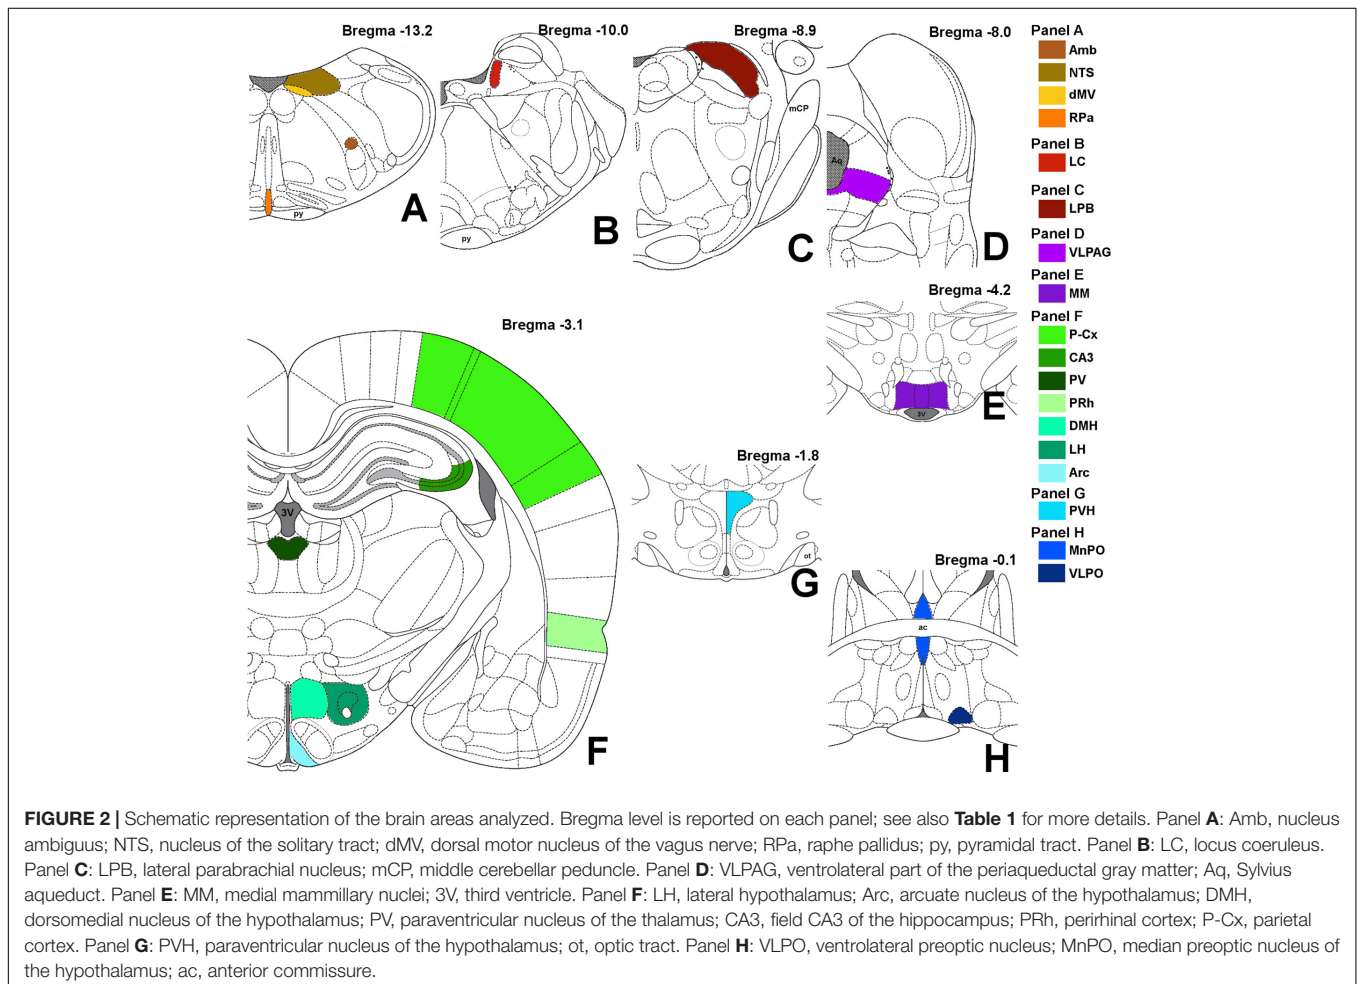 Bregma -13.2
py
A
Bregma -10.0
py
B
Bregma -8.9
mCP
C
Bregma -8.0
Aq
D
Bregma -4.2
3V
E
Bregma -3.1
3V
F
Bregma -1.8
ot
G
Bregma -0.1
ac
H
Panel A
Amb
NTS
dMV
RPa
Panel B
LC
Panel C
LPB
Panel D
VLPAG
Panel E
MM
Panel F
P-Cx
CA3
PV
PRh
DMH
LH
Arc
Panel G
PVH
Panel H
MnPO
VLPO
FIGURE 2 | Schematic representation of the brain areas analyzed. Bregma level is reported on each panel; see also Table 1 for more details. Panel A: Amb, nucleus
ambiguus; NTS, nucleus of the solitary tract; dMV, dorsal motor nucleus of the vagus nerve; RPa, raphe pallidus; py, pyramidal tract. Panel B: LC, locus coeruleus.
Panel C: LPB, lateral parabrachial nucleus; mCP, middle cerebellar peduncle. Panel D: VLPAG, ventrolateral part of the periaqueductal gray matter; Aq, Sylvius
aqueduct. Panel E: MM, medial mammillary nuclei; 3V, third ventricle. Panel F: LH, lateral hypothalamus; Arc, arcuate nucleus of the hypothalamus; DMH,
dorsomedial nucleus of the hypothalamus; PV, paraventricular nucleus of the thalamus; CA3, field CA3 of the hippocampus; PRh, perirhinal cortex; P-Cx, parietal
cortex. Panel G: PVH, paraventricular nucleus of the hypothalamus; ot, optic tract. Panel H: VLPO, ventrolateral preoptic nucleus; MnPO, median preoptic nucleus of
the hypothalamus; ac, anterior commissure.